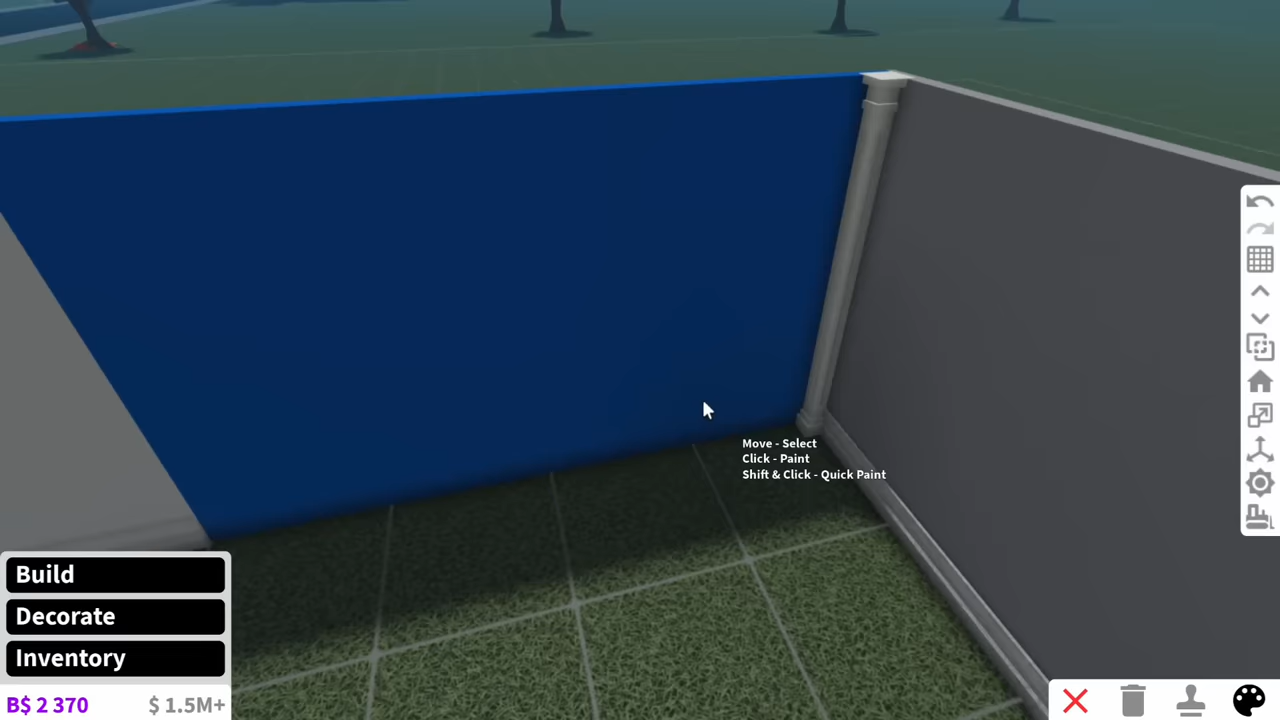 Move - Select
Click - Paint
Shift & Click - Quick Paint
Build
Decorate
Inventory
B$ 2 370
$ 1.5M+